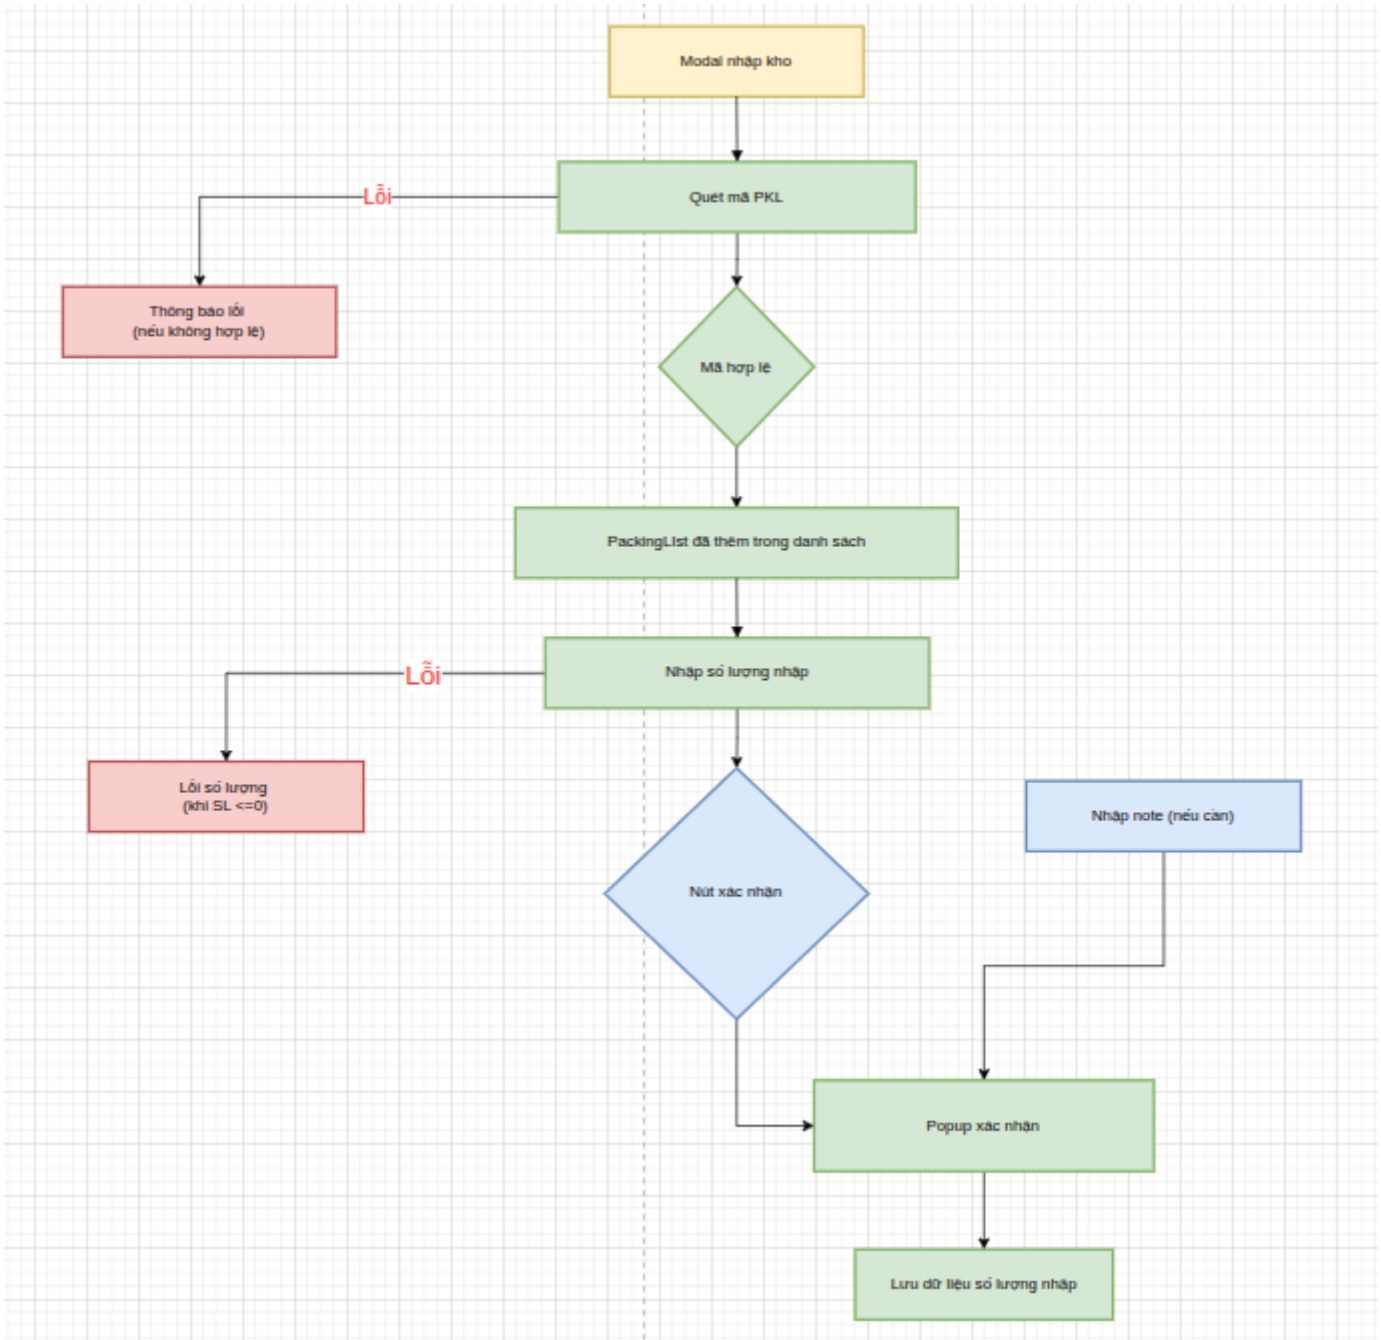 Modal nhập kho
Quét mã PKL
Lỗi
Thông báo lỗi
(nếu không hợp lệ)
Mã hợp lệ
PackingLIst đã thêm trong danh sách
Nhập số lượng nhập
Lỗi
Lỗi số lượng
(khi SL <=0)
Nhập note (nếu cần)
Nút xác nhận
Popup xác nhận
Lưu dữ liệu số lượng nhập